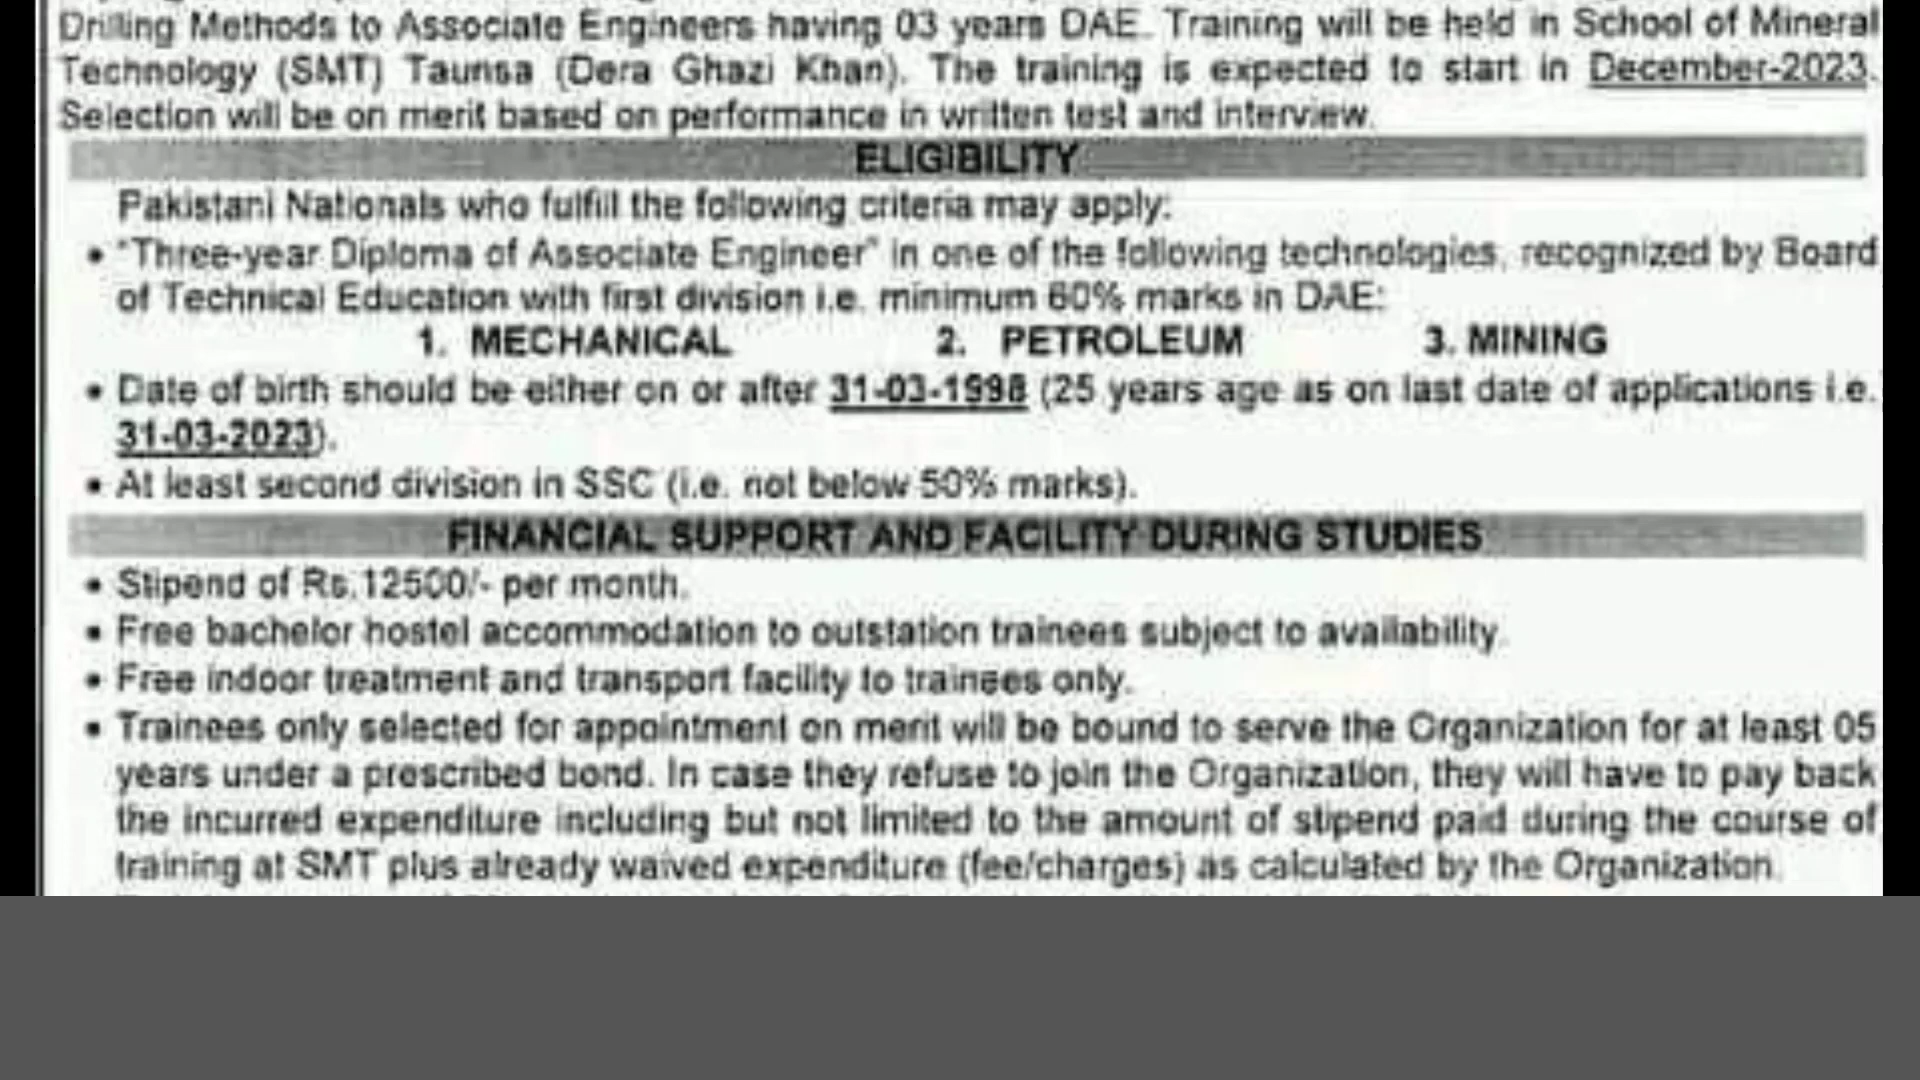 Drilling Methods to Associate Engineers having 03 years DAE. Training will be held in School of Mineral
Technology (SMT) Taunsa (Dera Ghazi Khan). The training is expected to start in December-2023.
Selection will be on merit based on performance in written test and interview.
ELIGIBILITY
Pakistani Nationals who fulfill the following criteria may apply:
• "Three-year Diploma of Associate Engineer" in one of the following technologies, recognized by Board
of Technical Education with first division i.e. minimum 60% marks in DAE:
1. MECHANICAL 2. PETROLEUM 3. MINING
• Date of birth should be either on or after 31-03-1998 (25 years age as on last date of applications i.e.
31-03-2023).
• At least second division in SSC (i.e. not below 50% marks).
FINANCIAL SUPPORT AND FACILITY DURING STUDIES
• Stipend of Rs.12500/- per month.
• Free bachelor hostel accommodation to outstation trainees subject to availability.
• Free indoor treatment and transport facility to trainees only.
• Trainees only selected for appointment on merit will be bound to serve the Organization for at least 05
years under a prescribed bond. In case they refuse to join the Organization, they will have to pay back
the incurred expenditure including but not limited to the amount of stipend paid during the course of
training at SMT plus already waived expenditure (fee/charges) as calculated by the Organization.